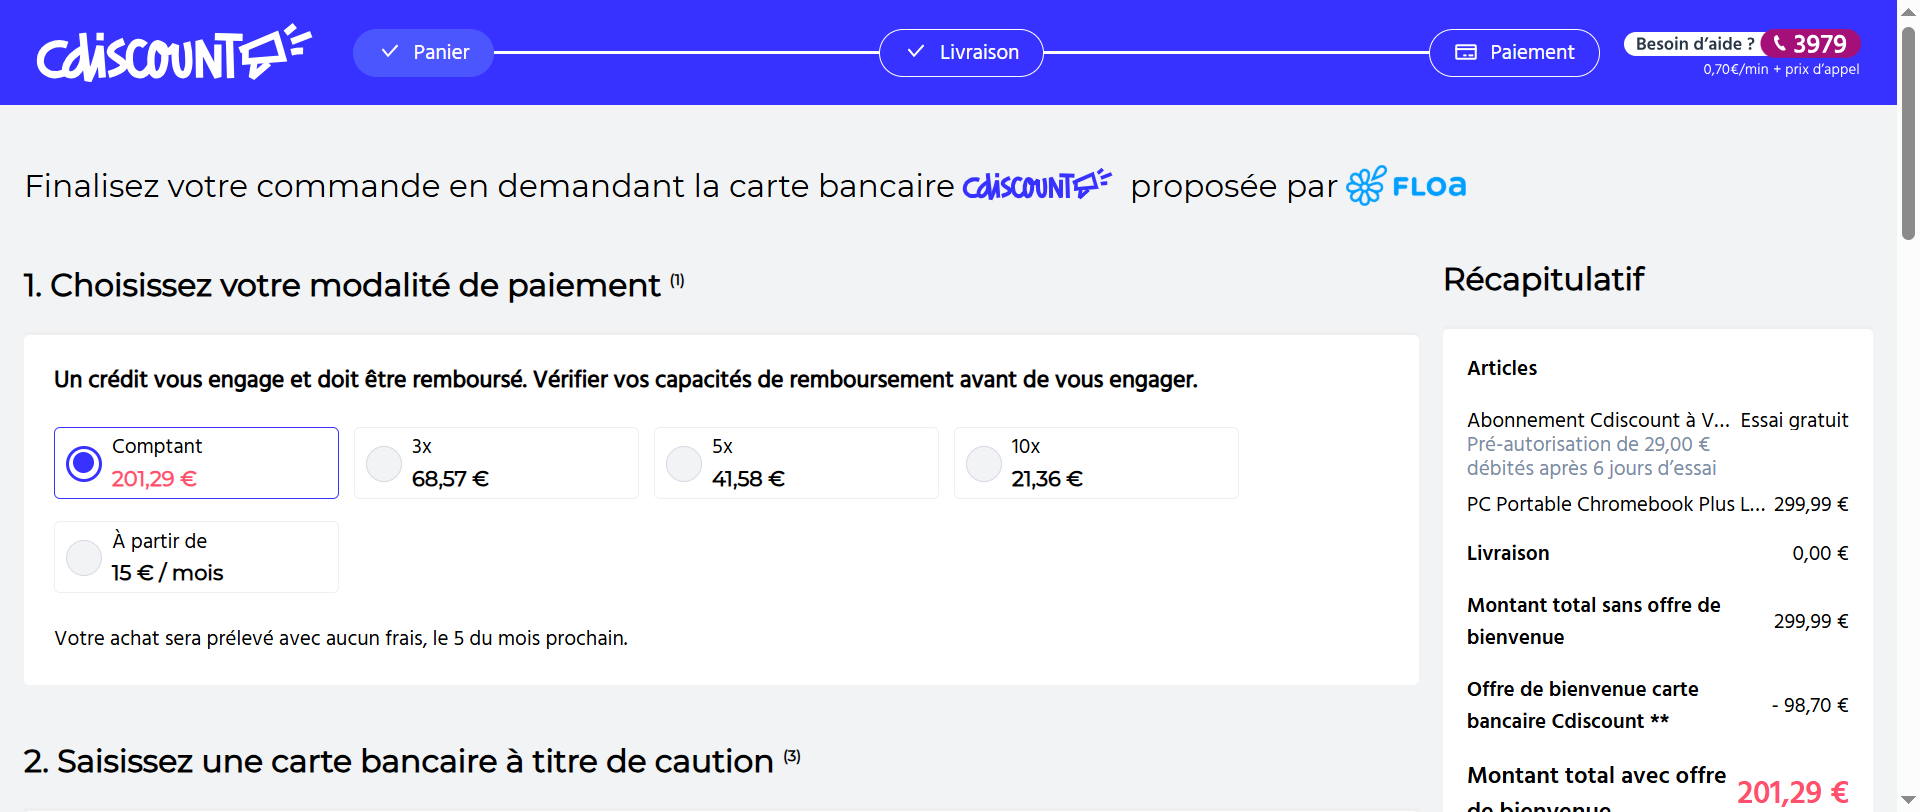 cdiscount
Panier
Livraison
Paiement
Besoin d’aide ? 3979
0,70€/min + prix d’appel
Finalisez votre commande en demandant la carte bancaire cdiscount proposée par FLOA
1. Choisissez votre modalité de paiement (1)
Un crédit vous engage et doit être remboursé. Vérifier vos capacités de remboursement avant de vous engager.
Comptant
201,29 €
3x
68,57 €
5x
41,58 €
10x
21,36 €
À partir de
15 € / mois
Votre achat sera prélevé avec aucun frais, le 5 du mois prochain.
2. Saisissez une carte bancaire à titre de caution (3)
Récapitulatif
Articles
Abonnement Cdiscount à V... Essai gratuit
Pré-autorisation de 29,00 €
débités après 6 jours d’essai
PC Portable Chromebook Plus L... 299,99 €
Livraison 0,00 €
Montant total sans offre de
bienvenue 299,99 €
Offre de bienvenue carte
bancaire Cdiscount ** - 98,70 €
Montant total avec offre
de bienvenue 201,29 €